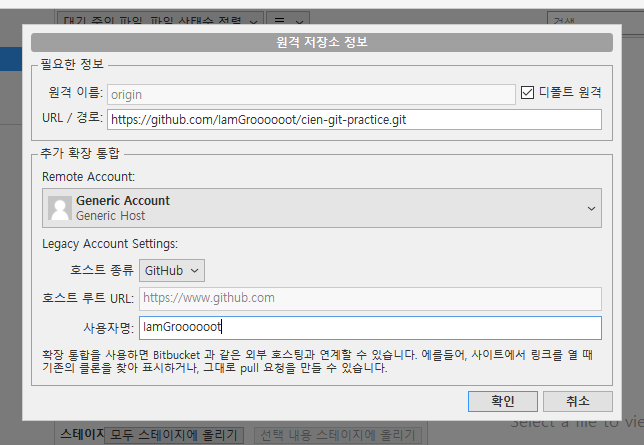 대기 중인 파일, 파일 상태순 정렬
검색
원격 저장소 정보
필요한 정보
원격 이름: origin 디폴트 원격
URL / 경로: https://github.com/IamGroooooot/cien-git-practice.git
추가 확장 통합
Remote Account:
Generic Account
Generic Host
Legacy Account Settings:
호스트 종류 GitHub
호스트 루트 URL: https://www.github.com
사용자명: IamGroooooot
확장 통합을 사용하면 Bitbucket 과 같은 외부 호스팅과 연계할 수 있습니다. 예를들어, 사이트에서 링크를 열 때
기존의 클론을 찾아 표시하거나, 그대로 pull 요청을 만들 수 있습니다.
확인 취소
Select a file to vie
스테이지 모두 스테이지에 올리기 선택 내용 스테이지에 올리기